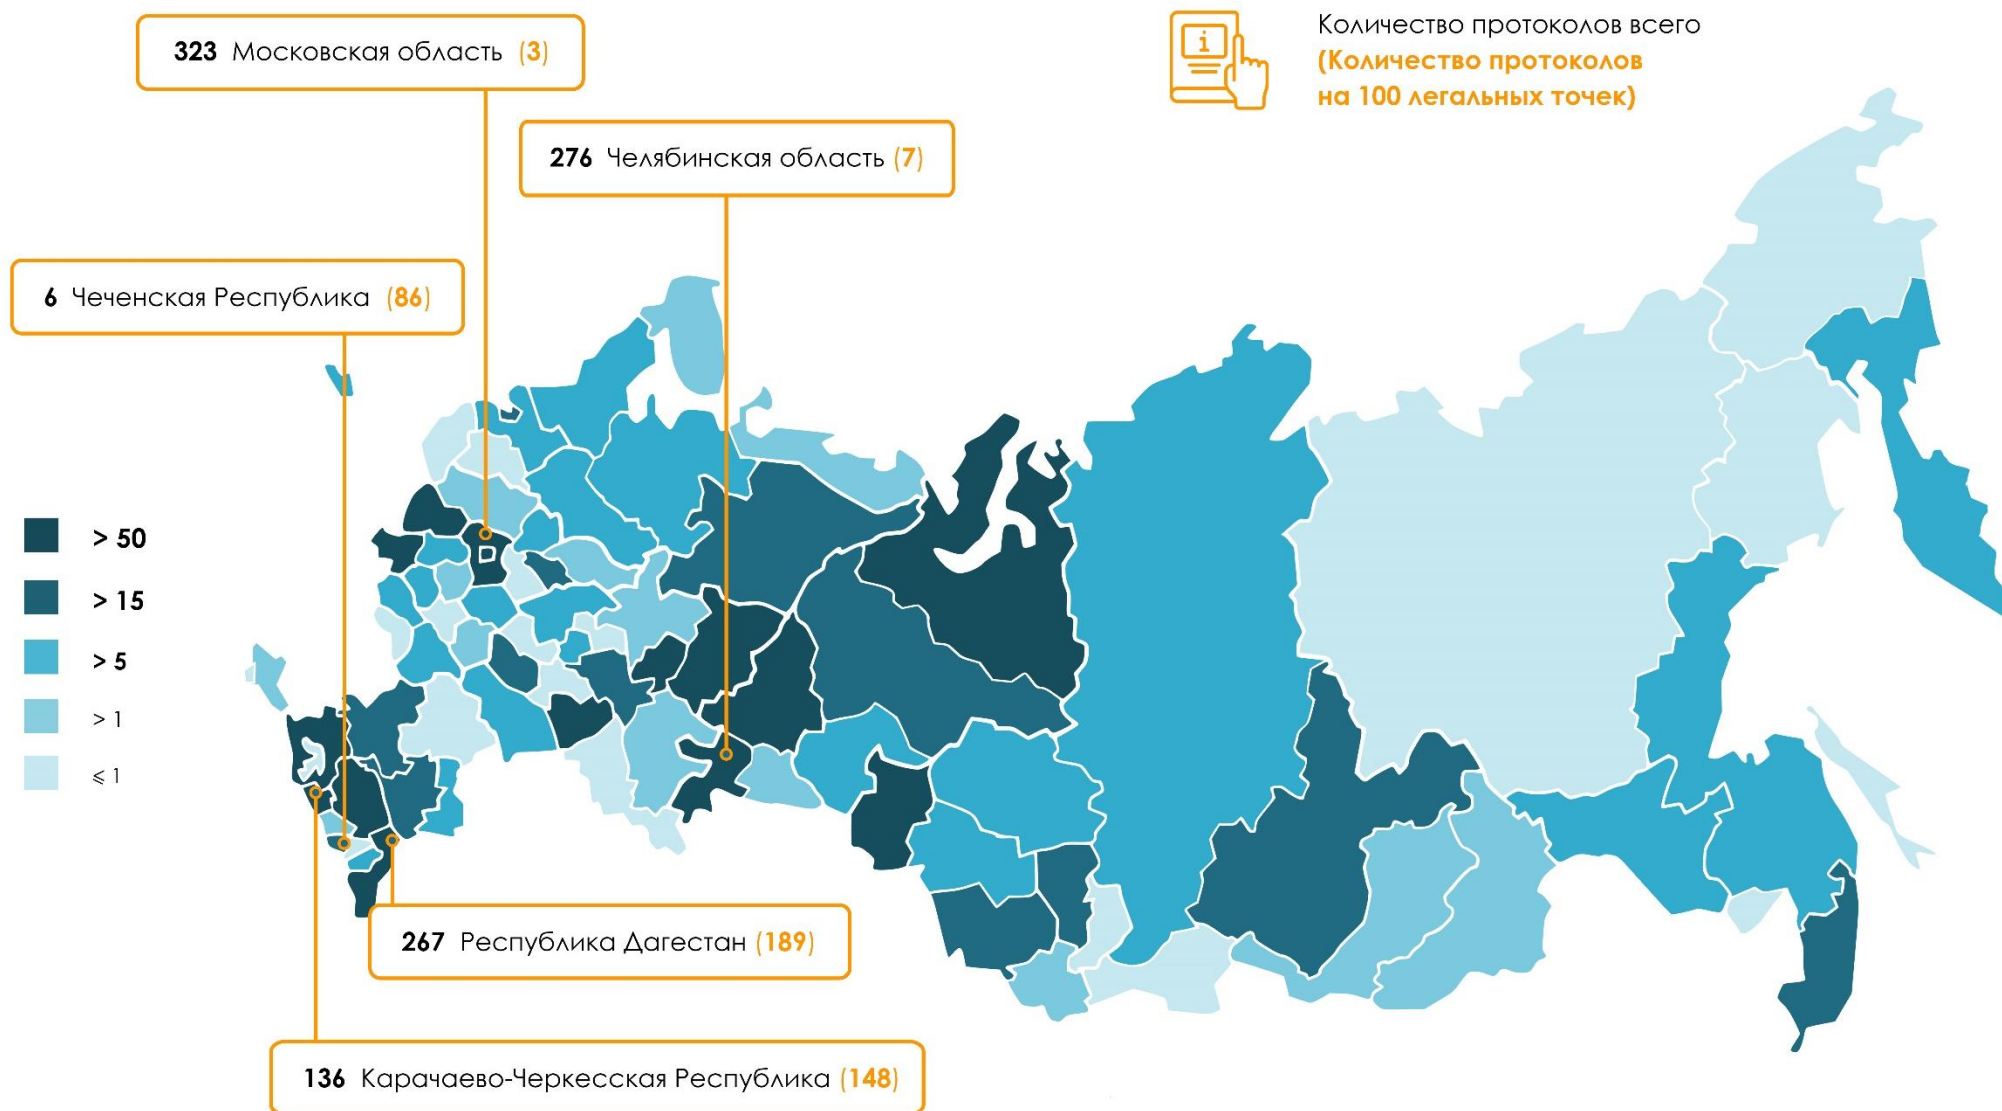 323 Московская область (3)
Количество протоколов всего
(Количество протоколов
на 100 легальных точек)
i
276 Челябинская область (7)
6 Чеченская Республика (86)
> 50
> 15
> 5
> 1
⩽ 1
267 Республика Дагестан (189)
136 Карачаево-Черкесская Республика (148)